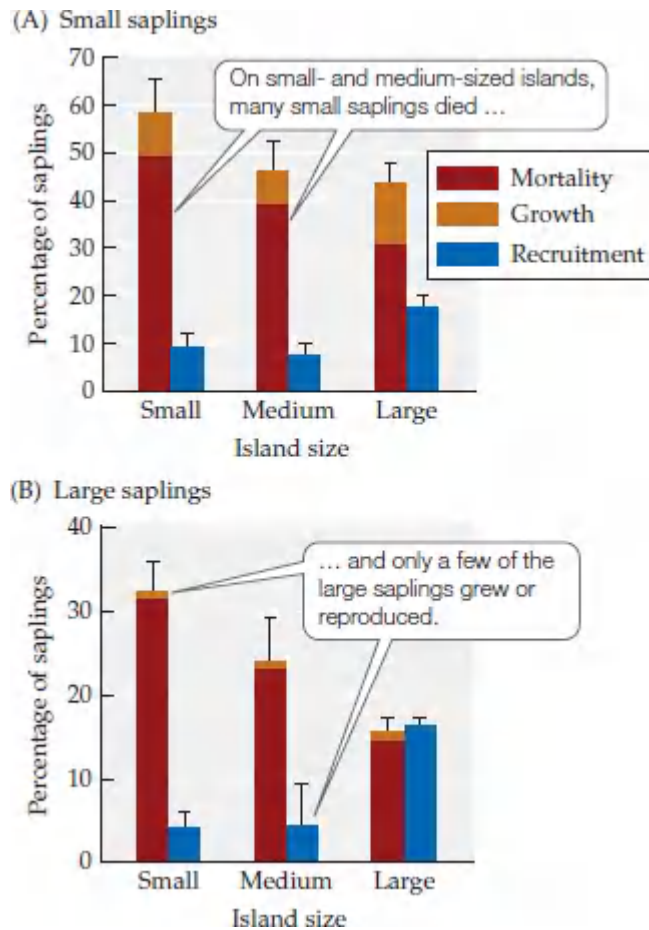 (A) Small saplings
70
60
50
40
30
20
10
0
Percentage of saplings
On small- and medium-sized islands,
many small saplings died …
Mortality
Growth
Recruitment
Small
Medium
Large
Island size
(B) Large saplings
40
30
20
10
0
Percentage of saplings
… and only a few of the
large saplings grew or
reproduced.
Small
Medium
Large
Island size